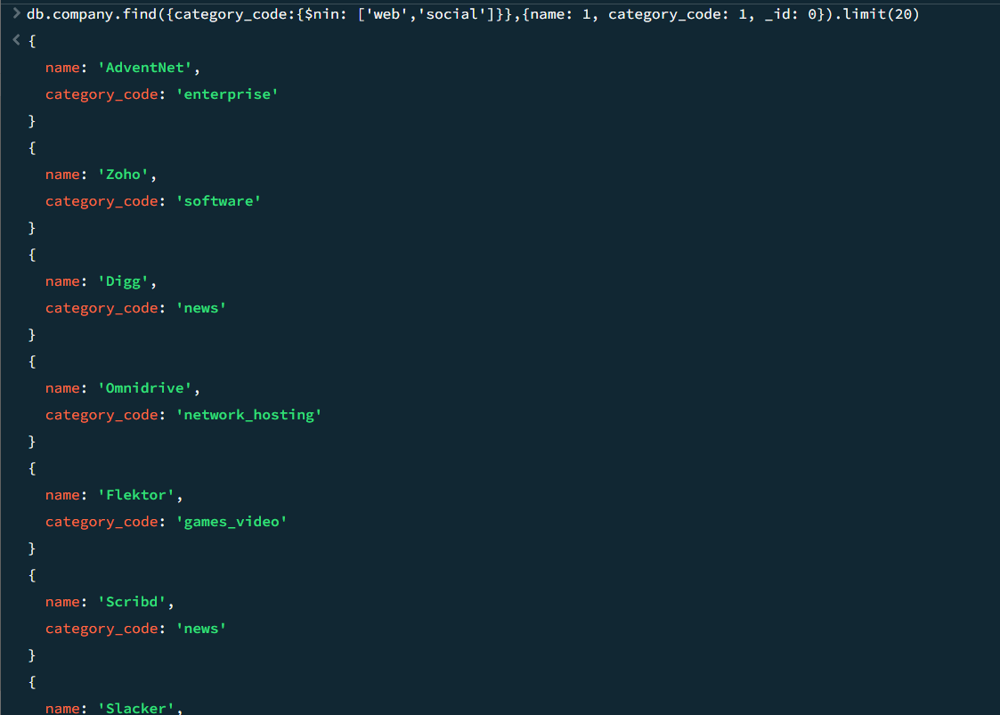 > db.company.find({category_code:{$nin: ['web','social']}},{name: 1, category_code: 1, _id: 0}).limit(20)
< {
name: 'AdventNet',
category_code: 'enterprise'
}
{
name: 'Zoho',
category_code: 'software'
}
{
name: 'Digg',
category_code: 'news'
}
{
name: 'Omnidrive',
category_code: 'network_hosting'
}
{
name: 'Flektor',
category_code: 'games_video'
}
{
name: 'Scribd',
category_code: 'news'
}
{
name: 'Slacker',